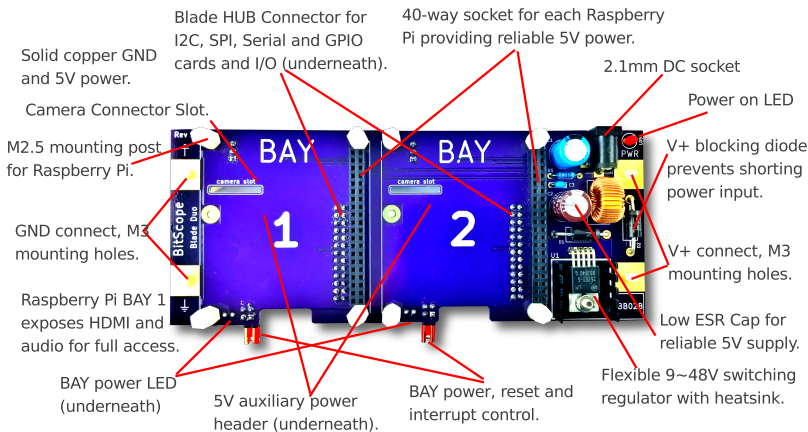 Blade HUB Connector for
I2C, SPI, Serial and GPIO
cards and I/O (underneath).
40-way socket for each Raspberry
Pi providing reliable 5V power.
Solid copper GND
and 5V power.
2.1mm DC socket
Camera Connector Slot.
Power on LED
M2.5 mounting post
for Raspberry Pi.
V+ blocking diode
prevents shorting
power input.
GND connect, M3
mounting holes.
V+ connect, M3
mounting holes.
Raspberry Pi BAY 1
exposes HDMI and
audio for full access.
Low ESR Cap for
reliable 5V supply.
BAY power LED
(underneath)
5V auxiliary power
header (underneath).
BAY power, reset and
interrupt control.
Flexible 9~48V switching
regulator with heatsink.
Rev
BAY
1
camera slot
BitScope
Blade Duo
BAY
2
camera slot
PWR
U1
D1
D2
BB02B